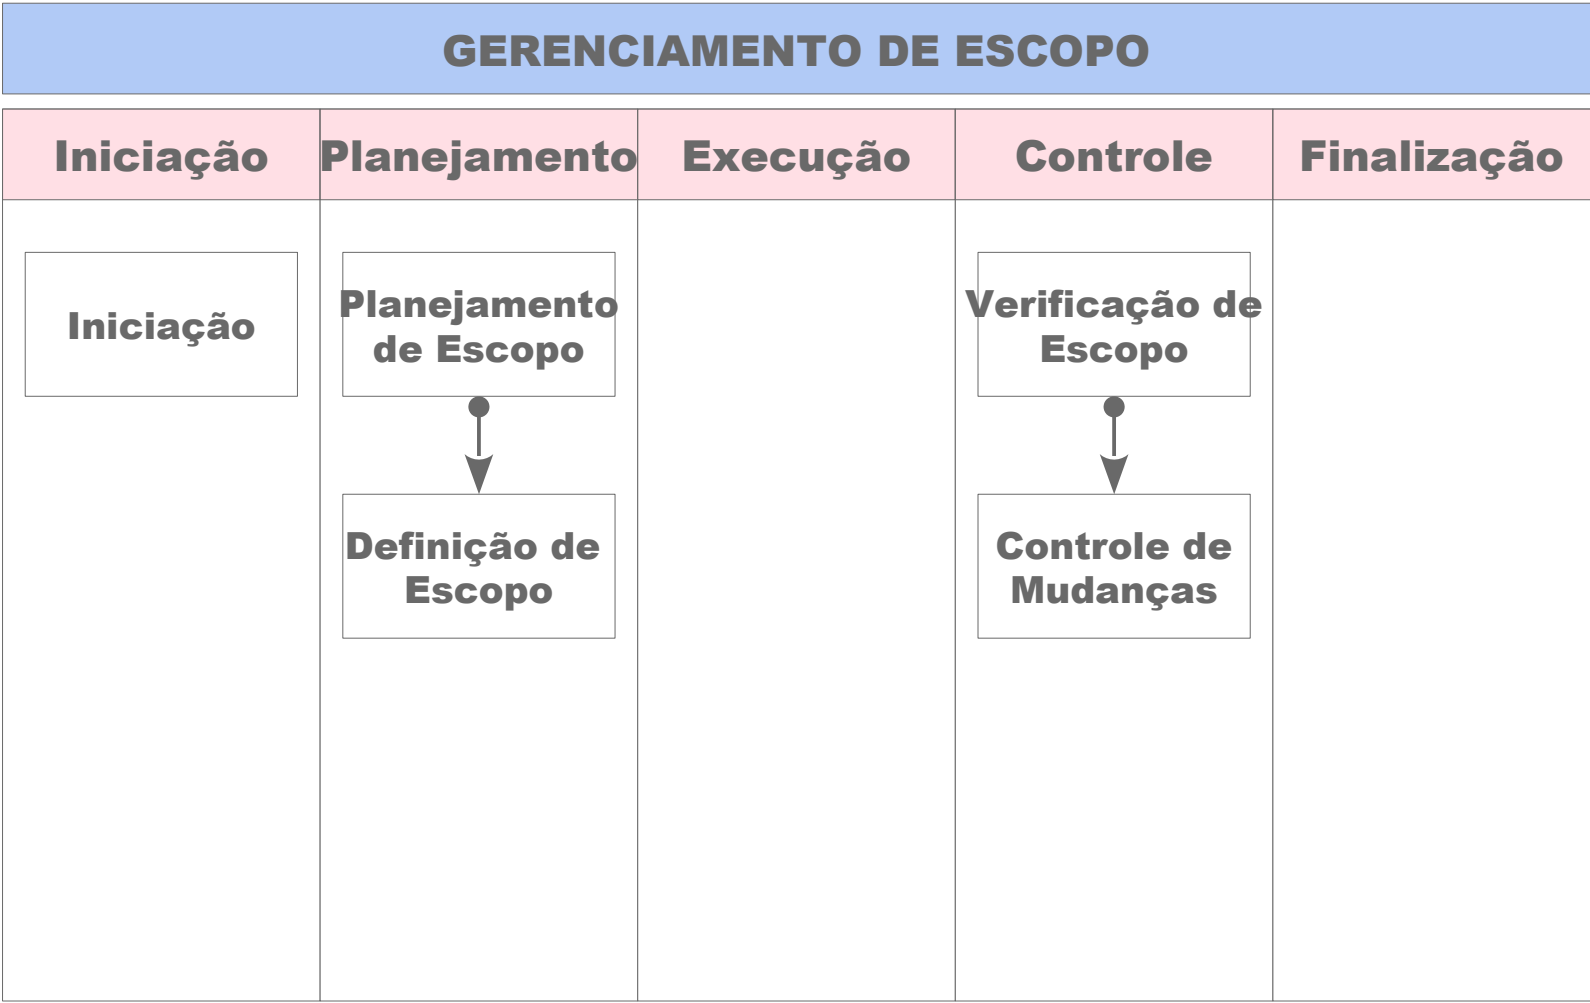 GERENCIAMENTO DE ESCOPO
Iniciação
Planejamento
Execução
Controle
Finalização
Iniciação
Planejamento
de Escopo
Verificação de
Escopo
Definição de
Escopo
Controle de
Mudanças